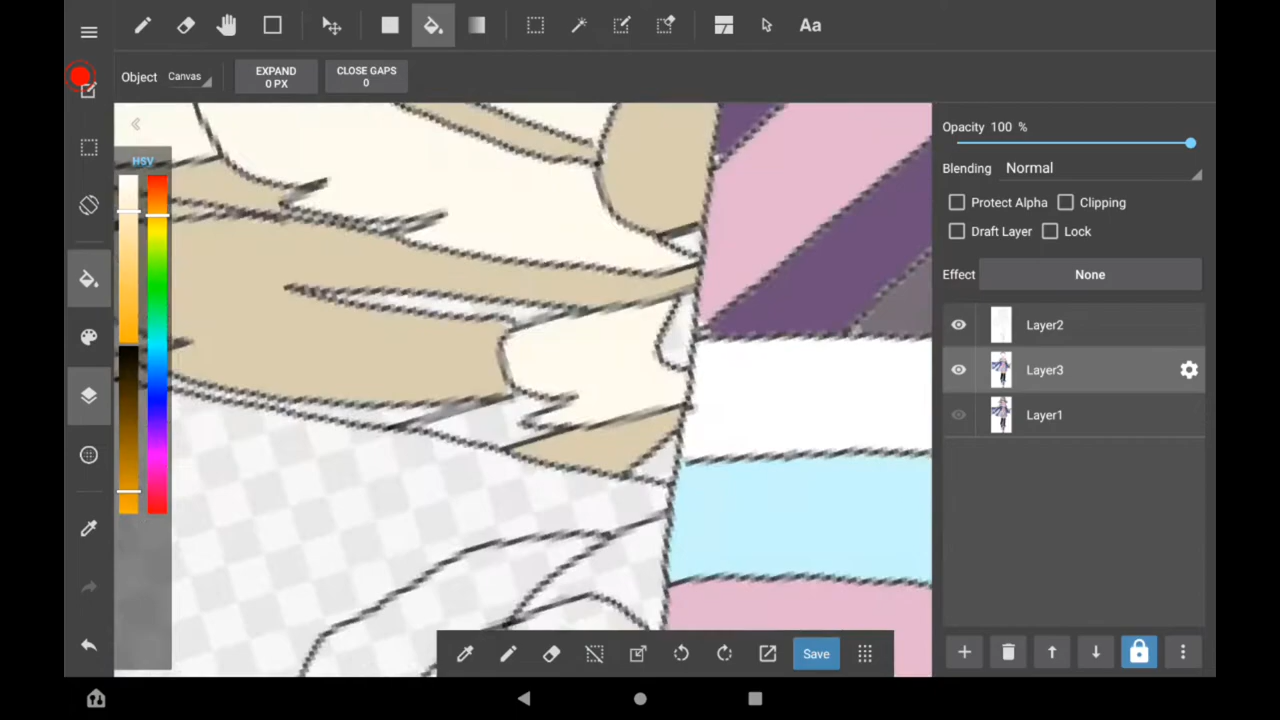 Aa
Object Canvas
EXPAND
0 PX
CLOSE GAPS
0
HSV
Opacity 100 %
Blending Normal
Protect Alpha
Clipping
Draft Layer
Lock
Effect None
Layer2
Layer3
Layer1
Save